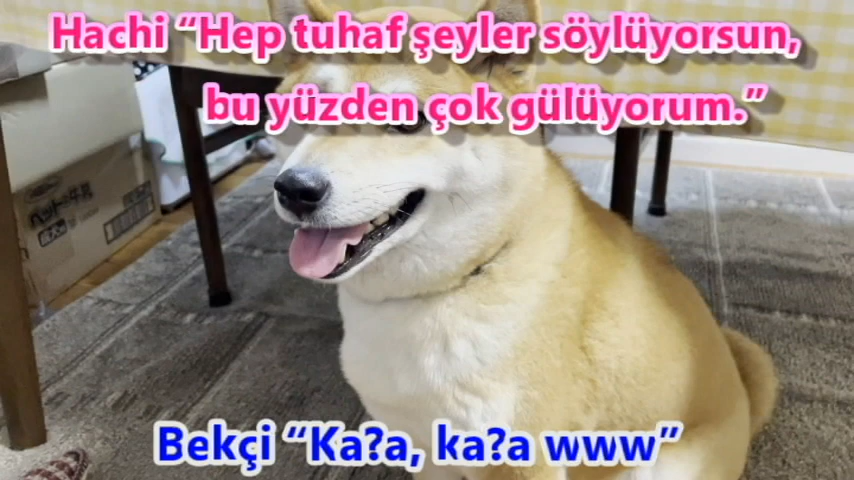 Hachi “Hep tuhaf şeyler söylüyorsun,
bu yüzden çok gülüyorum.”
Bekçi “Ka?a, ka?a www”